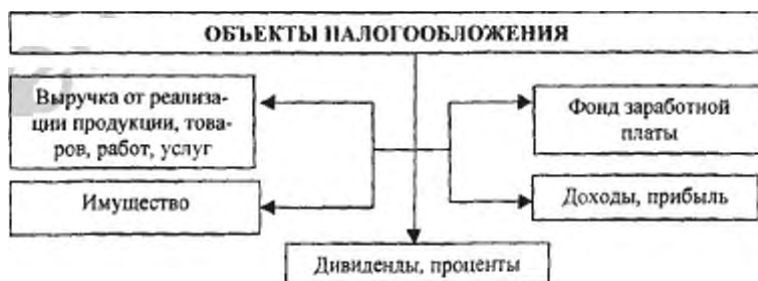 ОБЪЕКТЫ НАЛОГООБЛОЖЕНИЯ
Выручка от реализа-
ции продукции, това-
ров, работ, услуг
Фонд заработной
платы
Имущество
Доходы, прибыль
Дивиденды, проценты